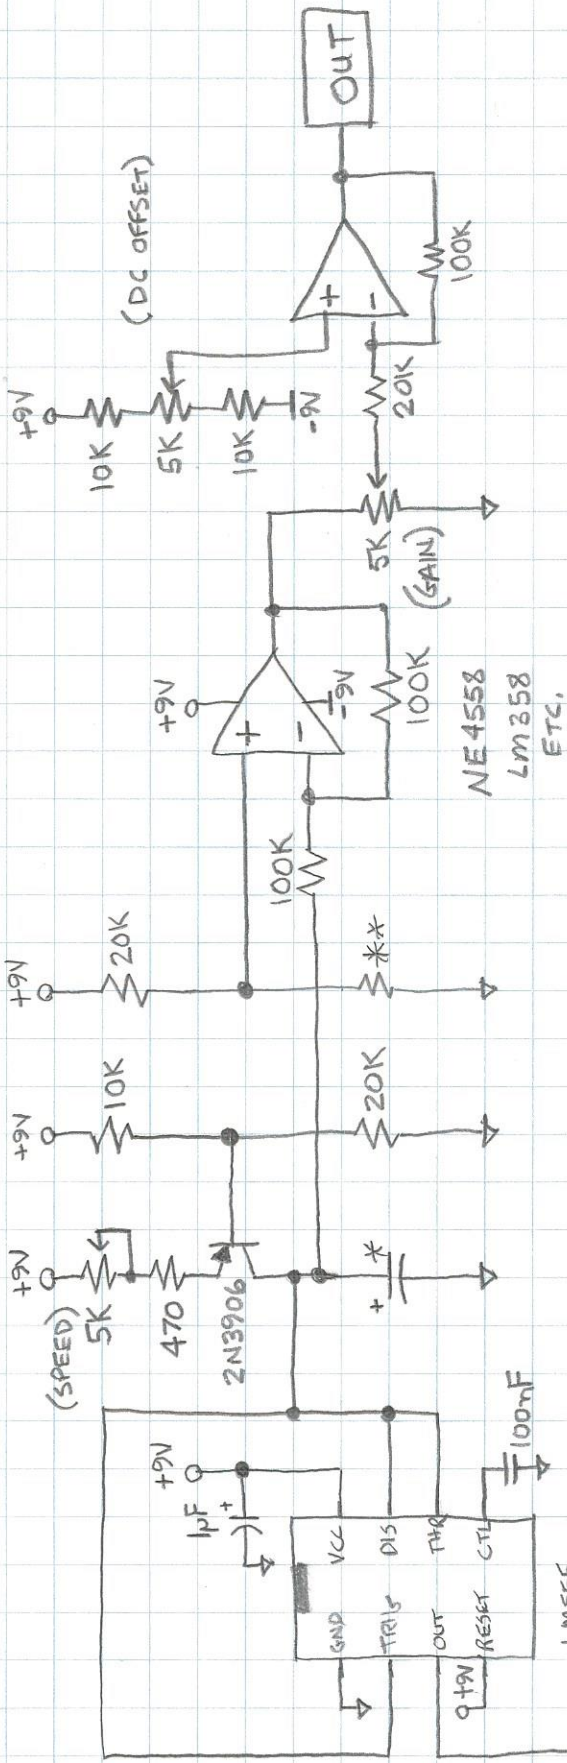 +9V
(SPEED)
5K
470
2N3906
+
*
+9V
1µF
+
GND
VCC
TRIG
DIS
OUT
THR
RESET
CTL
+9V
100nF
+9V
10K
20K
+9V
20K
**
100K
+9V
+
-
-9V
100K
NE4558
LM358
ETC.
5K
(GAIN)
+9V
10K
5K
10K
-9V
(DC OFFSET)
20K
+
-
100K
OUT